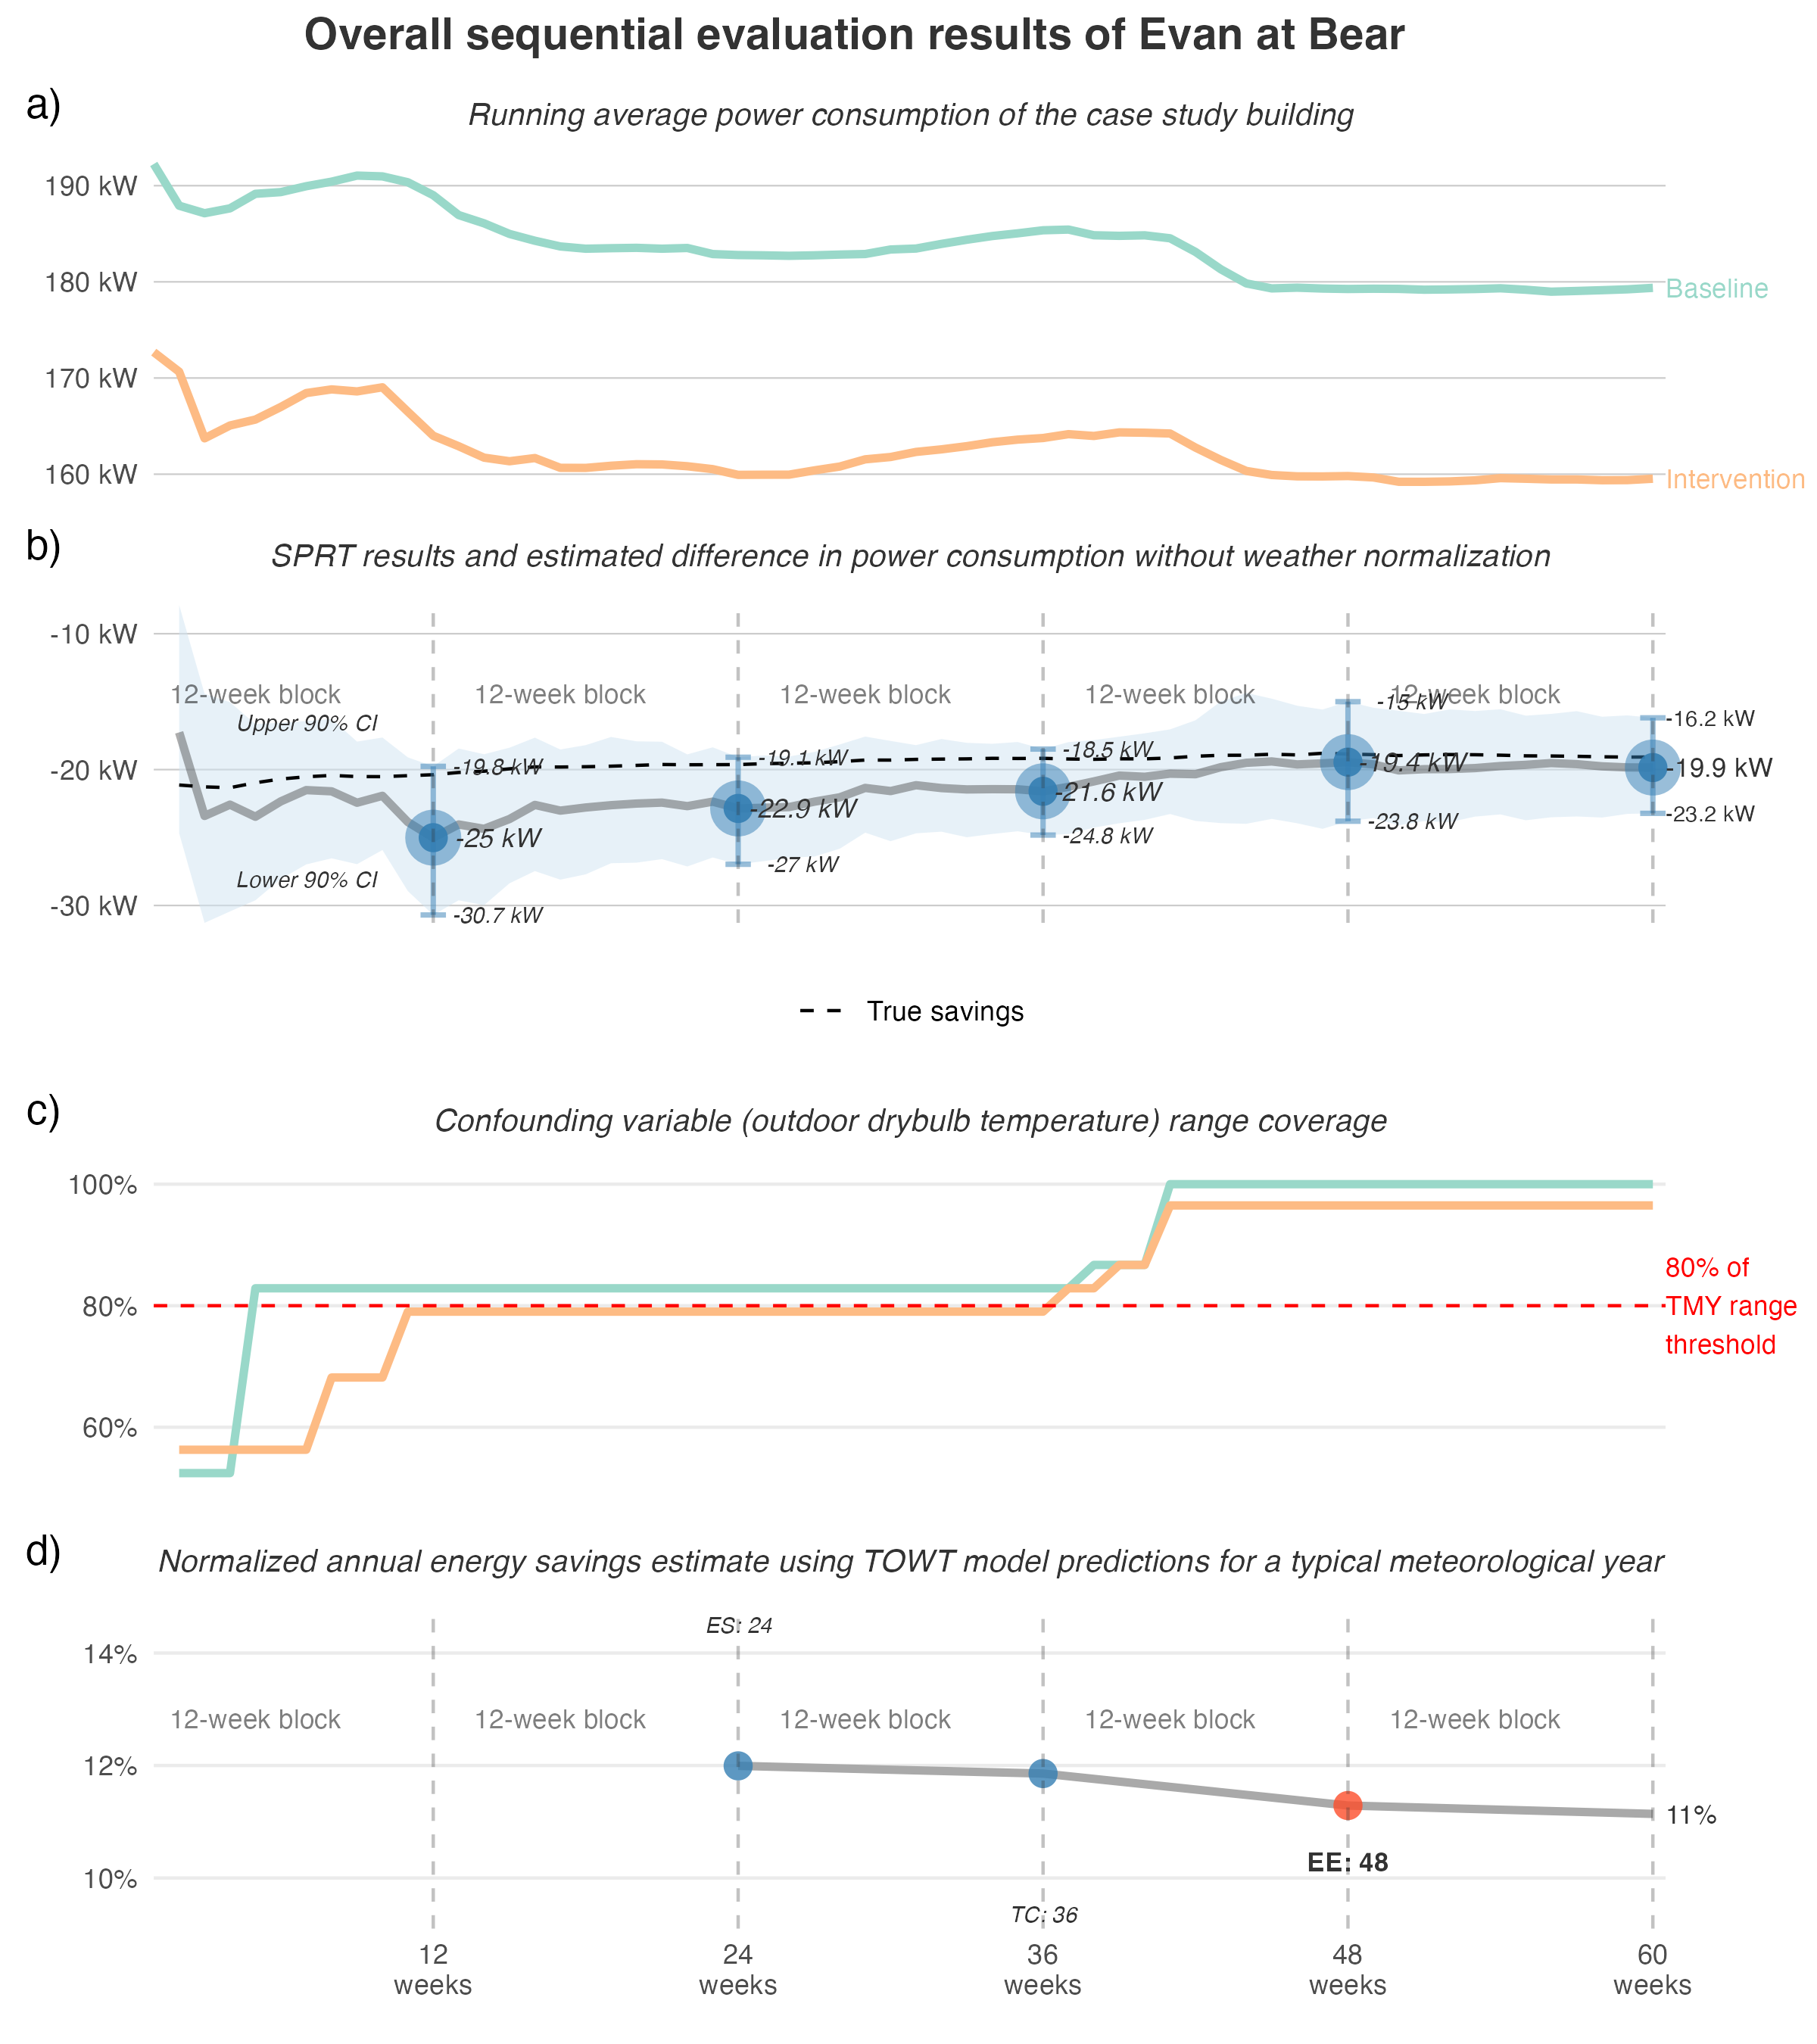 Overall sequential evaluation results of Evan at Bear
a)
Running average power consumption of the case study building
190 kW
180 kW
170 kW
160 kW
Baseline
Intervention
b)
SPRT results and estimated difference in power consumption without weather normalization
-10 kW
-20 kW
-30 kW
12-week block
12-week block
12-week block
12-week block
12-week block
Upper 90% CI
Lower 90% CI
-19.8 kW
-25 kW
-30.7 kW
-19.1 kW
-22.9 kW
-27 kW
-18.5 kW
-21.6 kW
-24.8 kW
-15 kW
-19.4 kW
-23.8 kW
-16.2 kW
-19.9 kW
-23.2 kW
True savings
c)
Confounding variable (outdoor drybulb temperature) range coverage
100%
80%
60%
80% of
TMY range
threshold
d)
Normalized annual energy savings estimate using TOWT model predictions for a typical meteorological year
14%
12%
10%
ES: 24
12-week block
12-week block
12-week block
12-week block
12-week block
11%
EE: 48
TC: 36
12
weeks
24
weeks
36
weeks
48
weeks
60
weeks